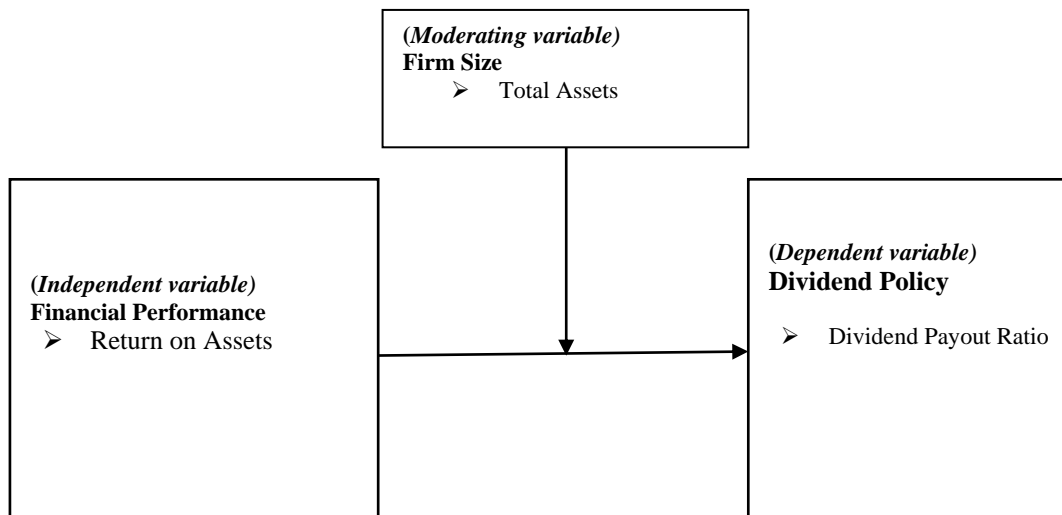 (Moderating variable)
Firm Size
➢ Total Assets
(Independent variable)
Financial Performance
➢ Return on Assets
(Dependent variable)
Dividend Policy
➢ Dividend Payout Ratio